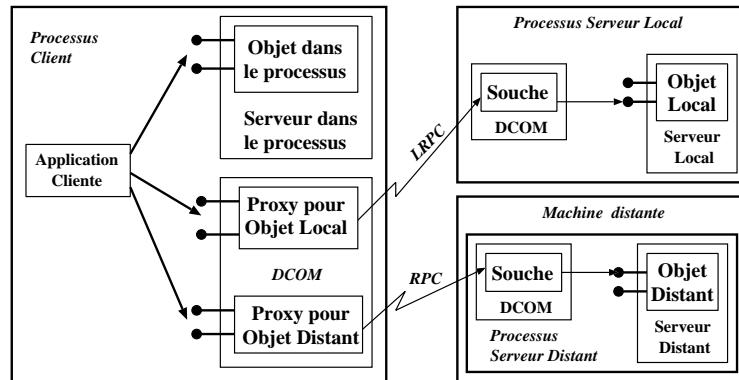 Processus
Client
Objet dans
le processus
Serveur dans
le processus
Application
Cliente
Proxy pour
Objet Local
DCOM
Proxy pour
Objet Distant
LRPC
RPC
Processus Serveur Local
Souche
DCOM
Objet
Local
Serveur
Local
Machine distante
Souche
DCOM
Processus
Serveur Distant
Objet
Distant
Serveur
Distant